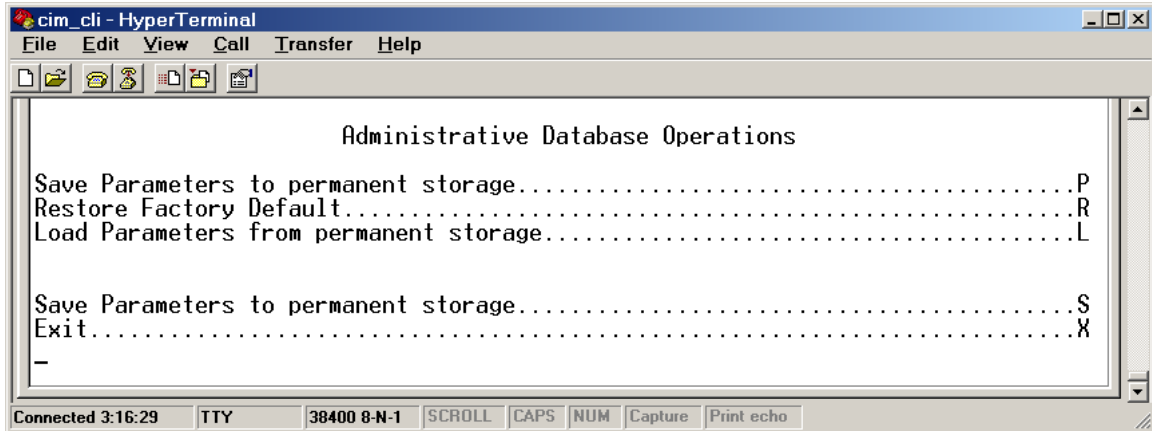 cim_cli - HyperTerminal
File Edit View Call Transfer Help
Administrative Database Operations
Save Parameters to permanent storage..........................................P
Restore Factory Default.......................................................R
Load Parameters from permanent storage........................................L
Save Parameters to permanent storage..........................................S
Exit..........................................................................X
_
Connected 3:16:29 TTY 38400 8-N-1 SCROLL CAPS NUM Capture Print echo